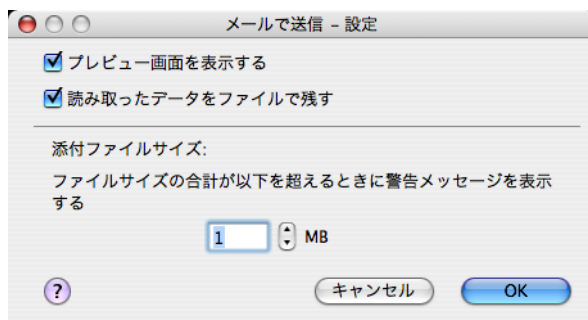 メールで送信 – 設定
プレビュー画面を表示する
読み取ったデータをファイルで残す
添付ファイルサイズ:
ファイルサイズの合計が以下を超えるときに警告メッセージを表示
する
1 MB
? キャンセル OK